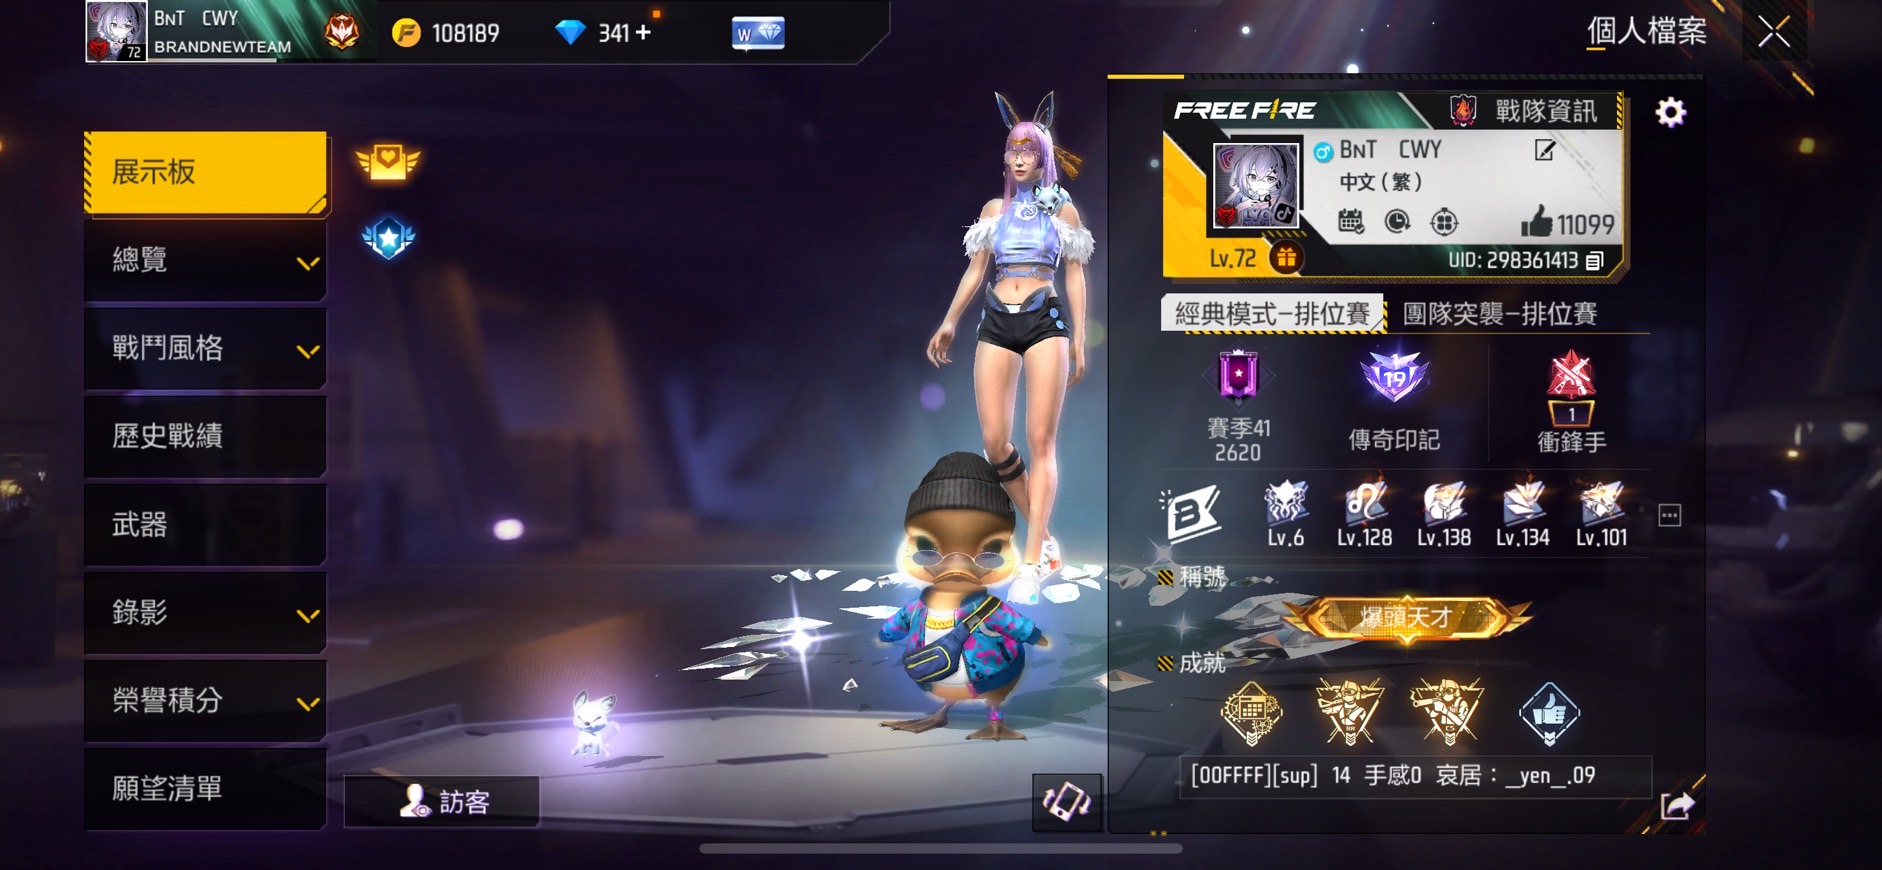 BNT CWY
BRANDNEWTEAM
72
108189
341+
W
個人檔案
展示板
總覽
戰鬥風格
歷史戰績
武器
錄影
榮譽積分
願望清單
訪客
FREE FIRE
戰隊資訊
BNT CWY
中文(繁)
11099
Lv.72
UID: 298361413
經典模式-排位賽
團隊突襲-排位賽
賽季41
2620
19
傳奇印記
1
衝鋒手
B
Lv.6
Lv.128
Lv.138
Lv.134
Lv.101
稱號
爆頭天才
成就
BR
CS
[00FFFF][sup] 14 手感0 哀居：__yen__.09